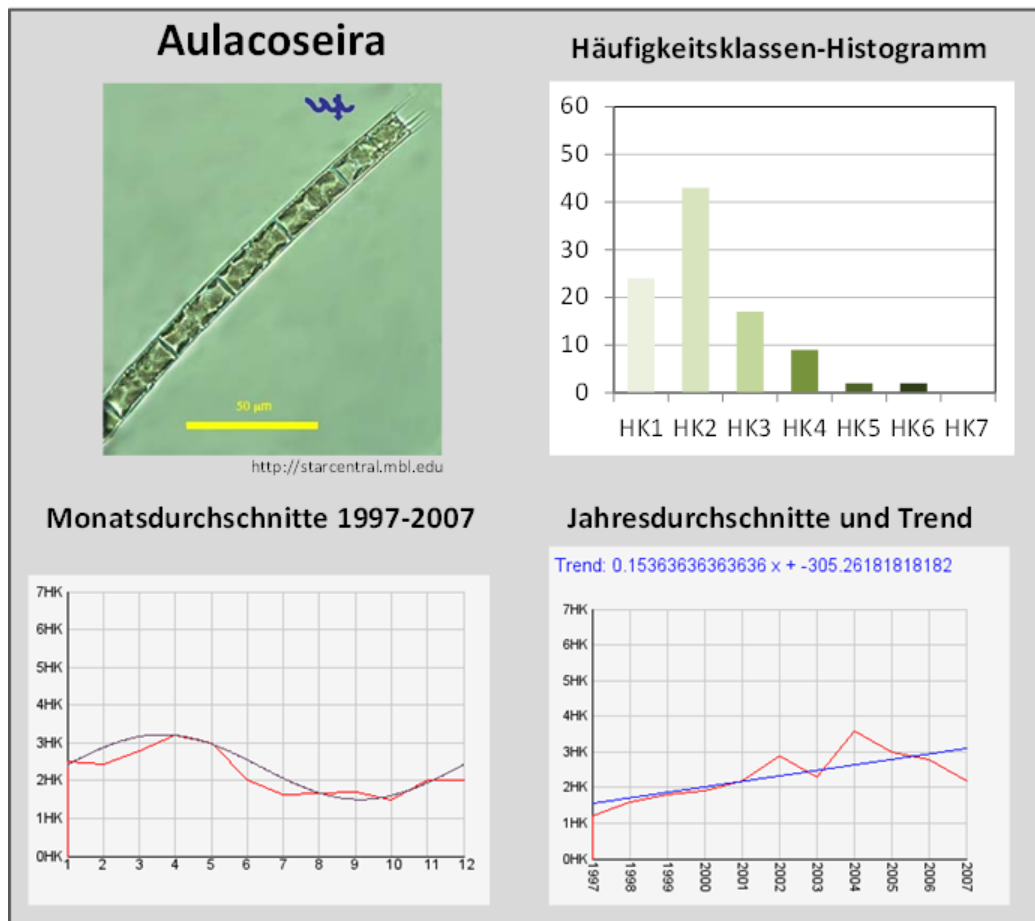 Aulacoseira
50 µm
http://starcentral.mbl.edu
Häufigkeitsklassen-Histogramm
60
50
40
30
20
10
0
HK1 HK2 HK3 HK4 HK5 HK6 HK7
Monatsdurchschnitte 1997-2007
7HK
6HK
5HK
4HK
3HK
2HK
1HK
0HK
1 2 3 4 5 6 7 8 9 10 11 12
Jahresdurchschnitte und Trend
Trend: 0.15363636363636 x + -305.26181818182
7HK
6HK
5HK
4HK
3HK
2HK
1HK
0HK
1997 1998 1999 2000 2001 2002 2003 2004 2005 2006 2007